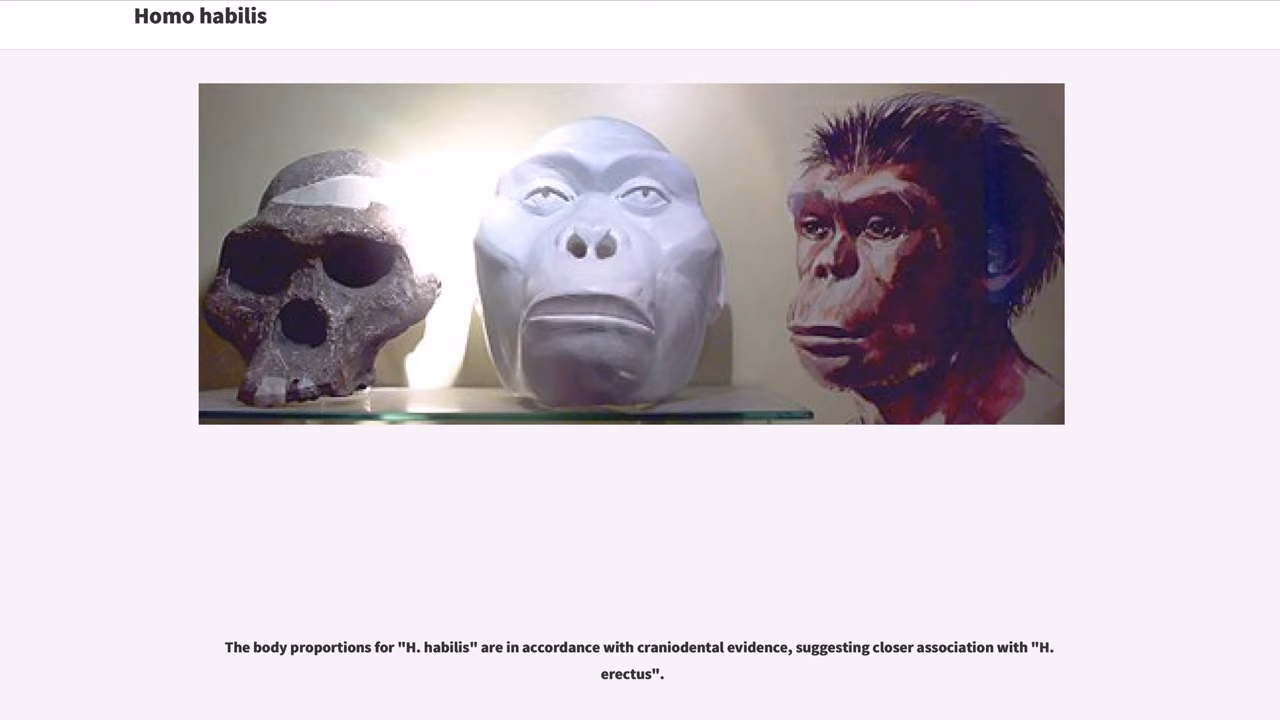 Homo habilis
The body proportions for "H. habilis" are in accordance with craniodental evidence, suggesting closer association with "H.
erectus".